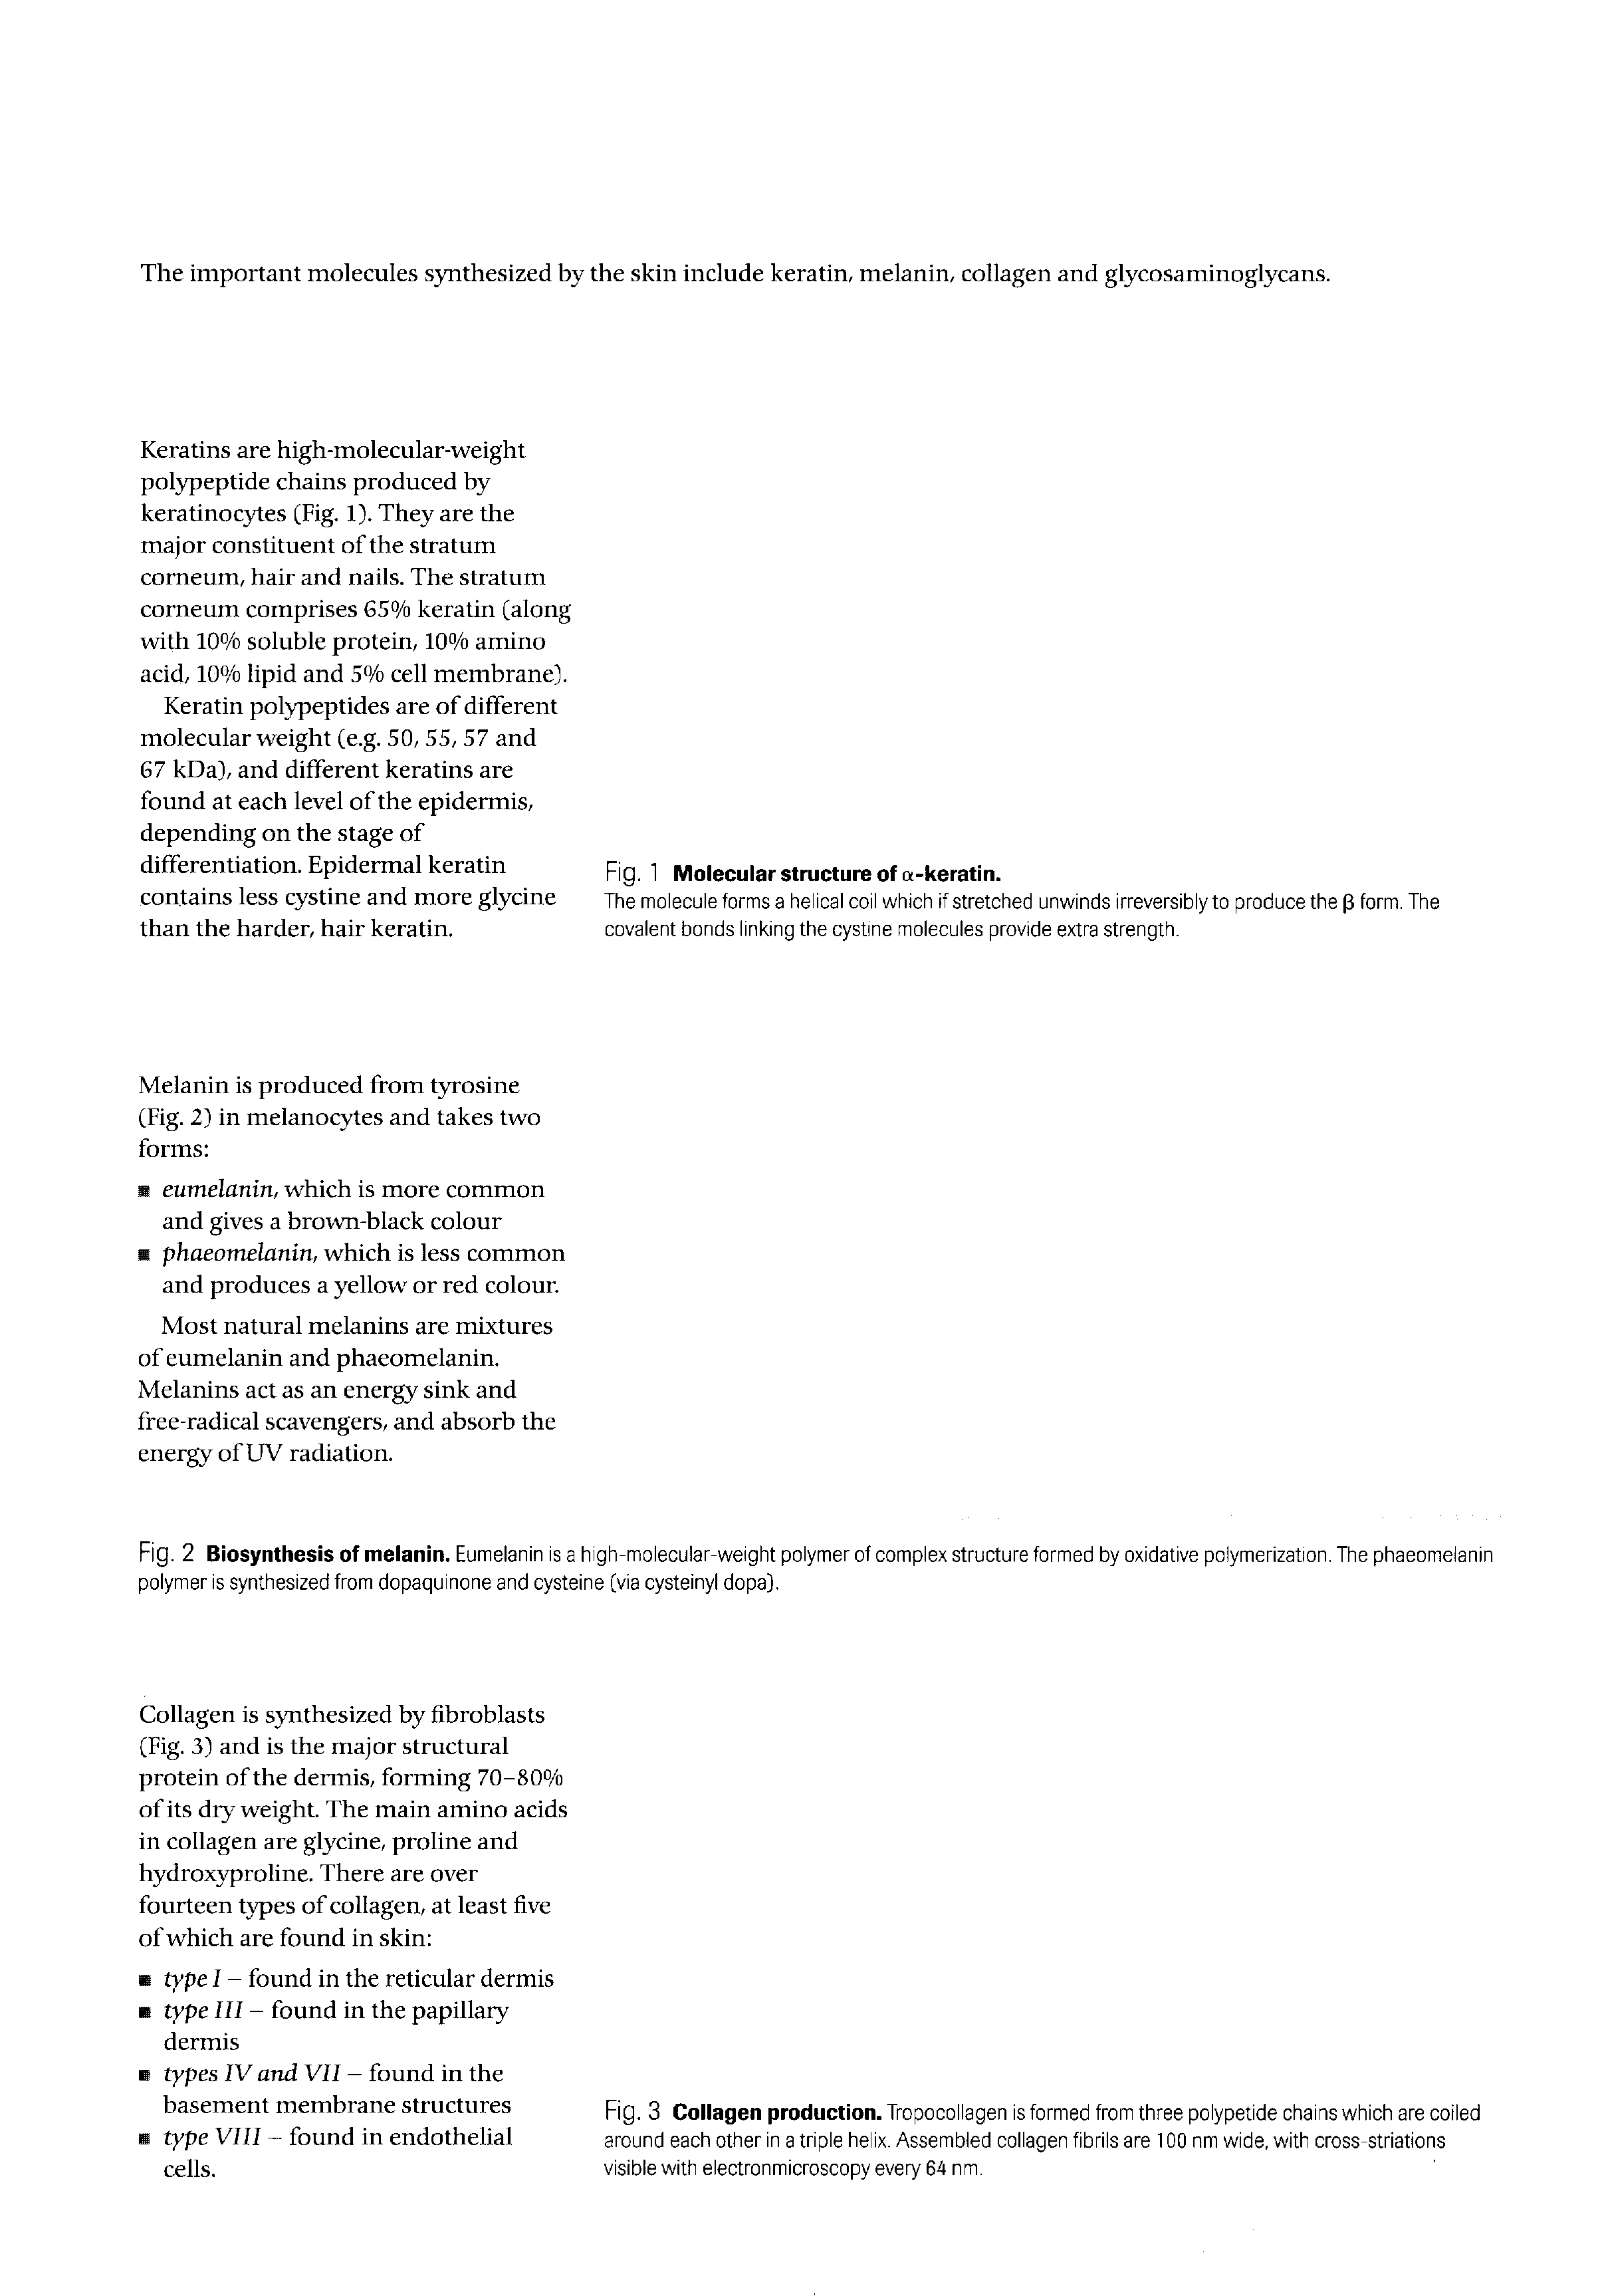 The important molecules synthesized by the skin include keratin, melanin, collagen and glycosaminoglycans.
Keratins are high-molecular-weight
polypeptide chains produced by
keratinocytes (Fig. 1). They are the
major constituent of the stratum
corneum, hair and nails. The stratum
corneum comprises 65% keratin (along
with 10% soluble protein, 10% amino
acid, 10% lipid and 5% cell membrane).
Keratin polypeptides are of different
molecular weight (e.g. 50, 55, 57 and
67 kDa), and different keratins are
found at each level of the epidermis,
depending on the stage of
differentiation. Epidermal keratin
contains less cystine and more glycine
than the harder, hair keratin.
Fig. 1 Molecular structure of α-keratin.
The molecule forms a helical coil which if stretched unwinds irreversibly to produce the β form. The
covalent bonds linking the cystine molecules provide extra strength.
Melanin is produced from tyrosine
(Fig. 2) in melanocytes and takes two
forms:
■ eumelanin, which is more common
and gives a brown-black colour
■ phaeomelanin, which is less common
and produces a yellow or red colour.
Most natural melanins are mixtures
of eumelanin and phaeomelanin.
Melanins act as an energy sink and
free-radical scavengers, and absorb the
energy of UV radiation.
Fig. 2 Biosynthesis of melanin. Eumelanin is a high-molecular-weight polymer of complex structure formed by oxidative polymerization. The phaeomelanin
polymer is synthesized from dopaquinone and cysteine (via cysteinyl dopa).
Collagen is synthesized by fibroblasts
(Fig. 3) and is the major structural
protein of the dermis, forming 70–80%
of its dry weight. The main amino acids
in collagen are glycine, proline and
hydroxyproline. There are over
fourteen types of collagen, at least five
of which are found in skin:
■ type I – found in the reticular dermis
■ type III – found in the papillary
dermis
■ types IV and VII – found in the
basement membrane structures
■ type VIII – found in endothelial
cells.
Fig. 3 Collagen production. Tropocollagen is formed from three polypetide chains which are coiled
around each other in a triple helix. Assembled collagen fibrils are 100 nm wide, with cross-striations
visible with electronmicroscopy every 64 nm.